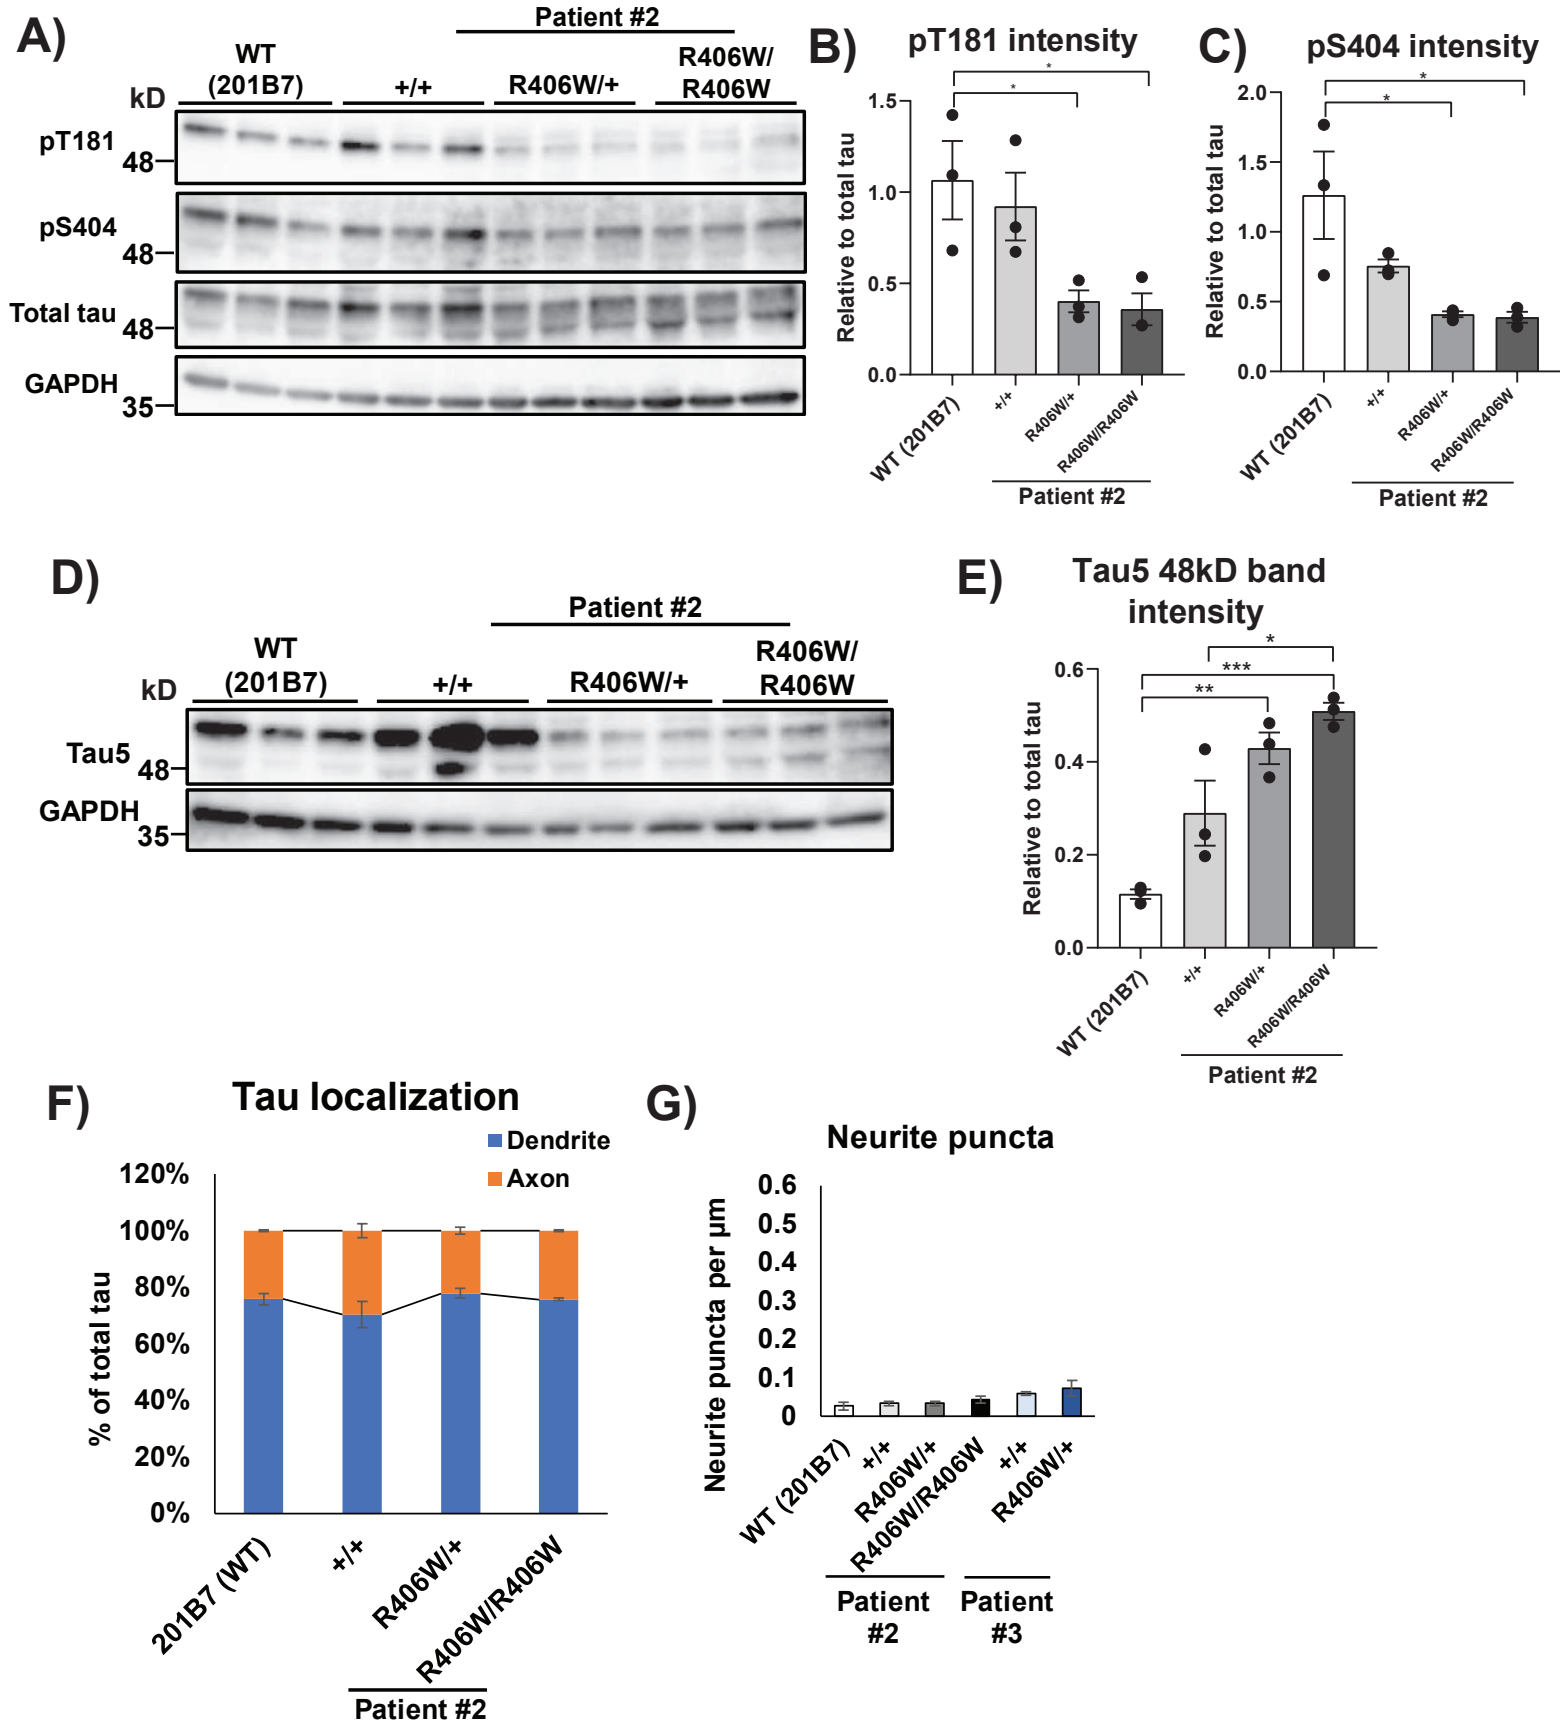 A)
Patient #2
WT
(201B7)
+/+
R406W/+
R406W/
R406W
kD
pT181
48
pS404
48
Total tau
48
GAPDH
35
B)
pT181 intensity
*
*
Relative to total tau
1.5
1.0
0.5
0.0
WT (201B7)
+/+
R406W/+
R406W/R406W
Patient #2
C)
pS404 intensity
*
*
Relative to total tau
2.0
1.5
1.0
0.5
0.0
WT (201B7)
+/+
R406W/+
R406W/R406W
Patient #2
D)
Patient #2
WT
(201B7)
+/+
R406W/+
R406W/
R406W
kD
Tau5
48
GAPDH
35
E)
Tau5 48kD band
intensity
*
***
**
Relative to total tau
0.6
0.4
0.2
0.0
WT (201B7)
+/+
R406W/+
R406W/R406W
Patient #2
F)
Tau localization
Dendrite
Axon
% of total tau
120%
100%
80%
60%
40%
20%
0%
201B7 (WT)
+/+
R406W/+
R406W/R406W
Patient #2
G)
Neurite puncta
Neurite puncta per μm
0.6
0.5
0.4
0.3
0.2
0.1
0
WT (201B7)
+/+
R406W/+
R406W/R406W
+/+
R406W/+
Patient
#2
Patient
#3